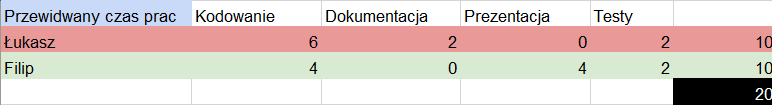 Przewidwany czas prac Kodowanie Dokumentacja Prezentacja Testy
Łukasz 6 2 0 2 10
Filip 4 0 4 2 10
20